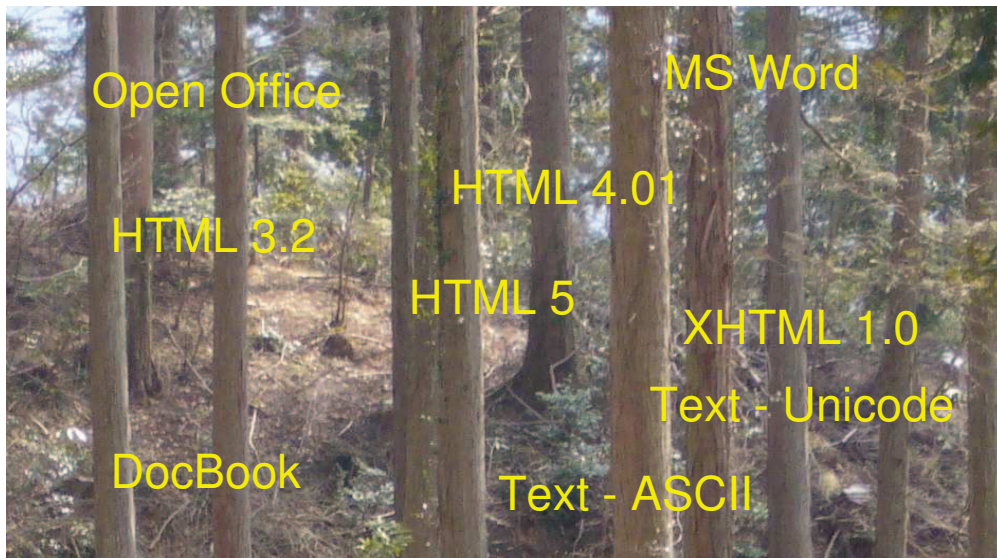 Open Office
MS Word
HTML 4.01
HTML 3.2
HTML 5
XHTML 1.0
Text - Unicode
DocBook
Text - ASCII